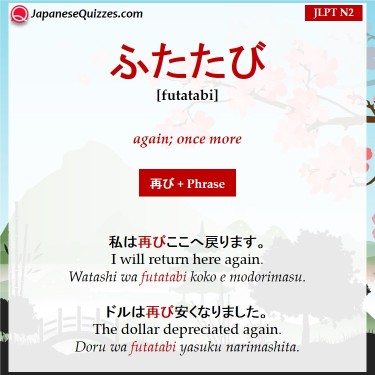 JapaneseQuizzes.com
JLPT N2
ふたたび
[futatabi]
again; once more
再び + Phrase
私は再びここへ戻ります。
I will return here again.
Watashi wa futatabi koko e modorimasu.
ドルは再び安くなりました。
The dollar depreciated again.
Doru wa futatabi yasuku narimashita.